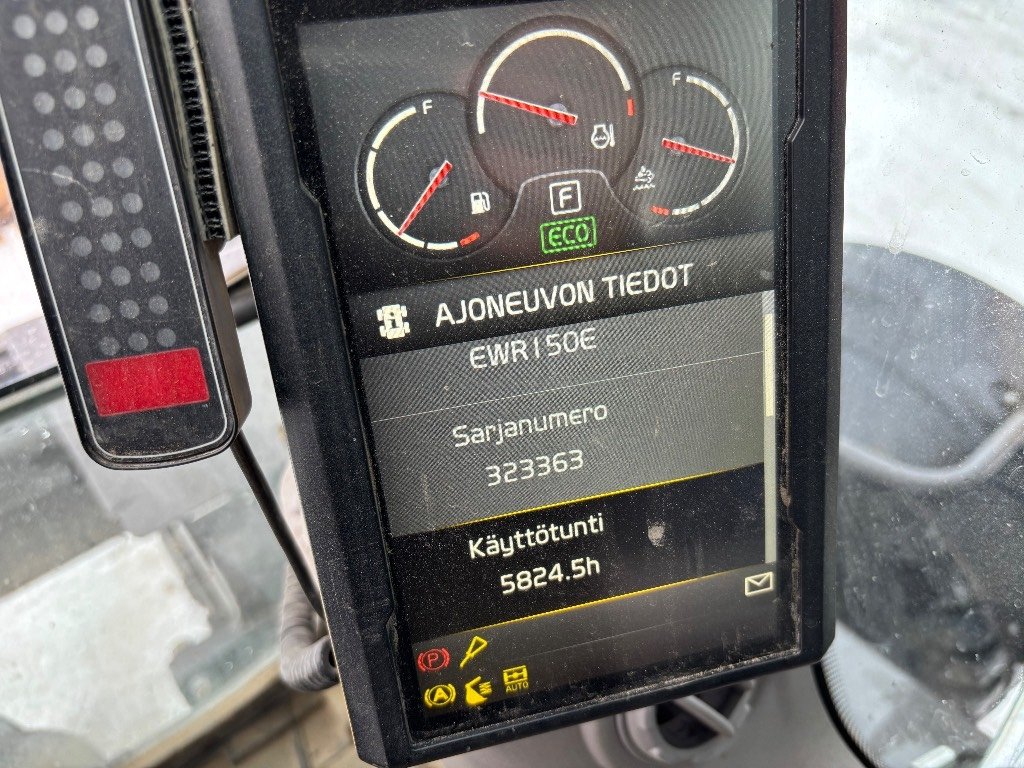 F
F
F
ECO
AJONEUVON TIEDOT
EWR150E
Sarjanumero
323363
Käyttötunti
5824.5h
P
A
AUTO